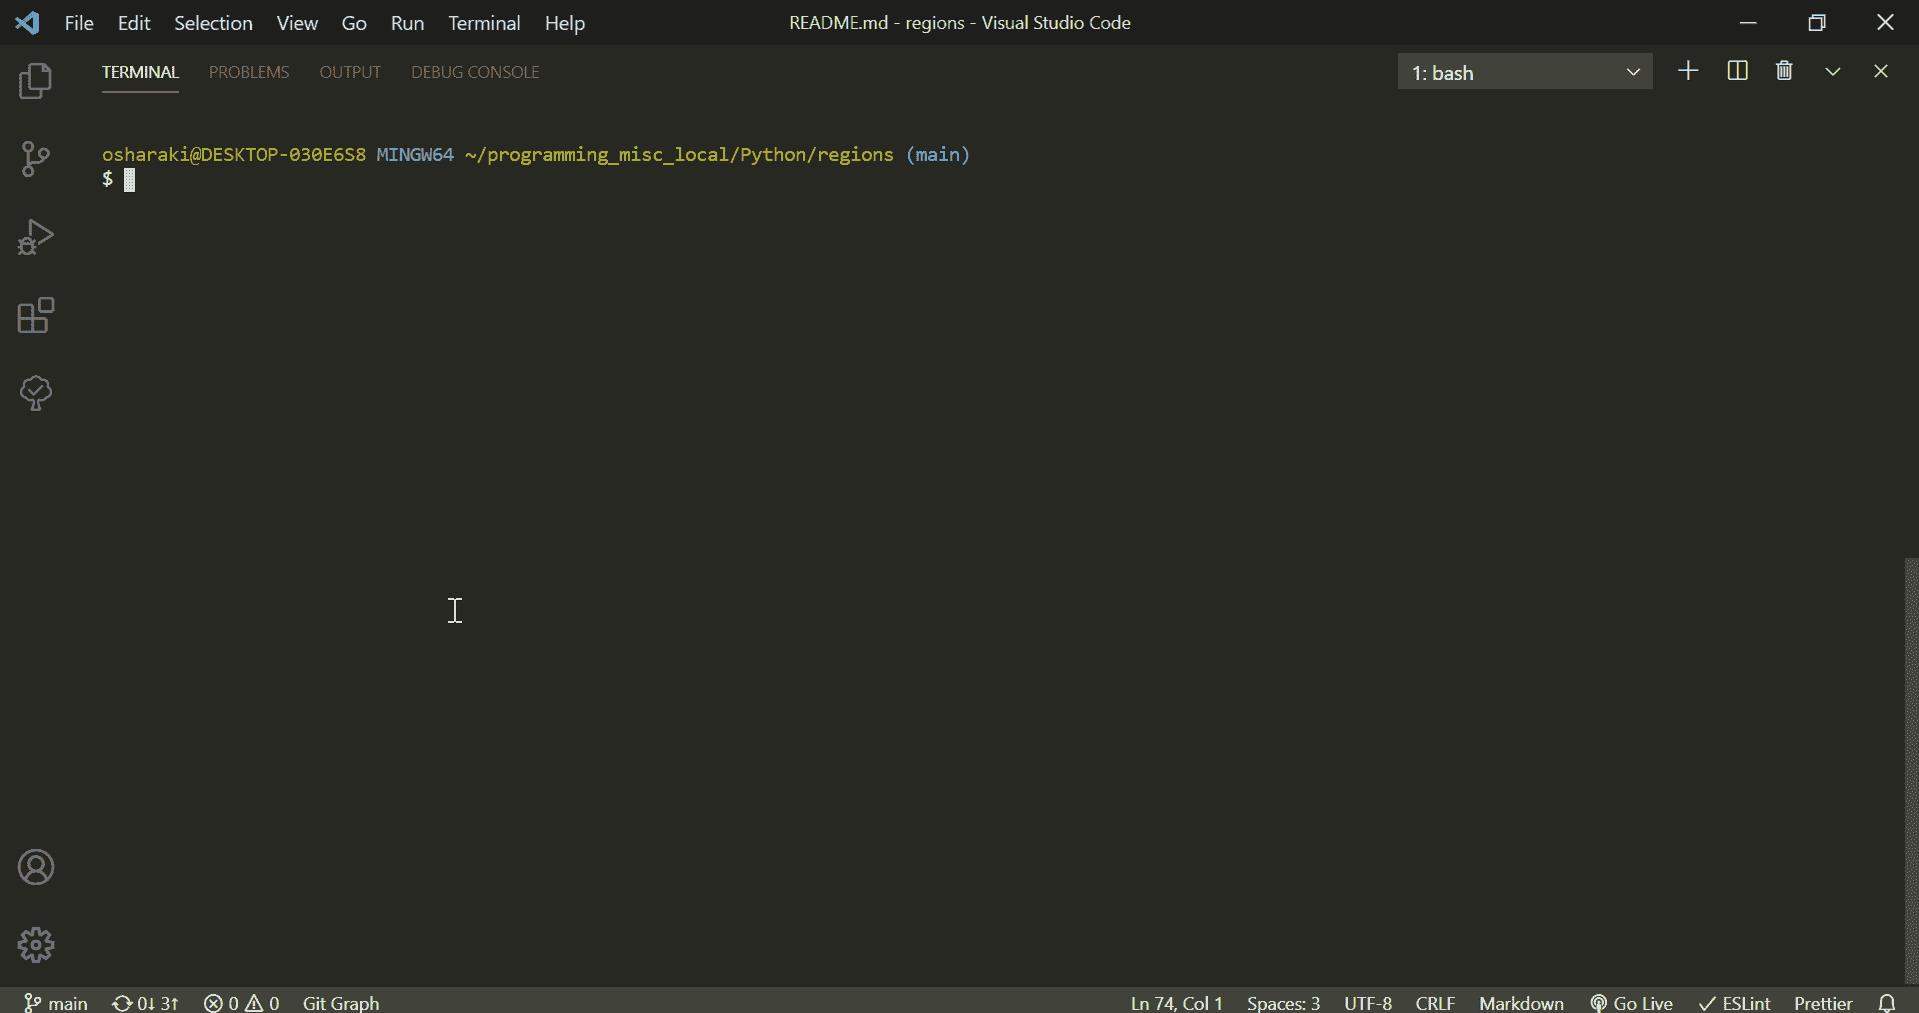 File Edit Selection View Go Run Terminal Help README.md - regions - Visual Studio Code
TERMINAL PROBLEMS OUTPUT DEBUG CONSOLE 1: bash
osharaki@DESKTOP-030E6S8 MINGW64 ~/programming_misc_local/Python/regions (main)
$
main 0↓ 3↑ 0 0 Git Graph Ln 74, Col 1 Spaces: 3 UTF-8 CRLF Markdown Go Live ESLint Prettier